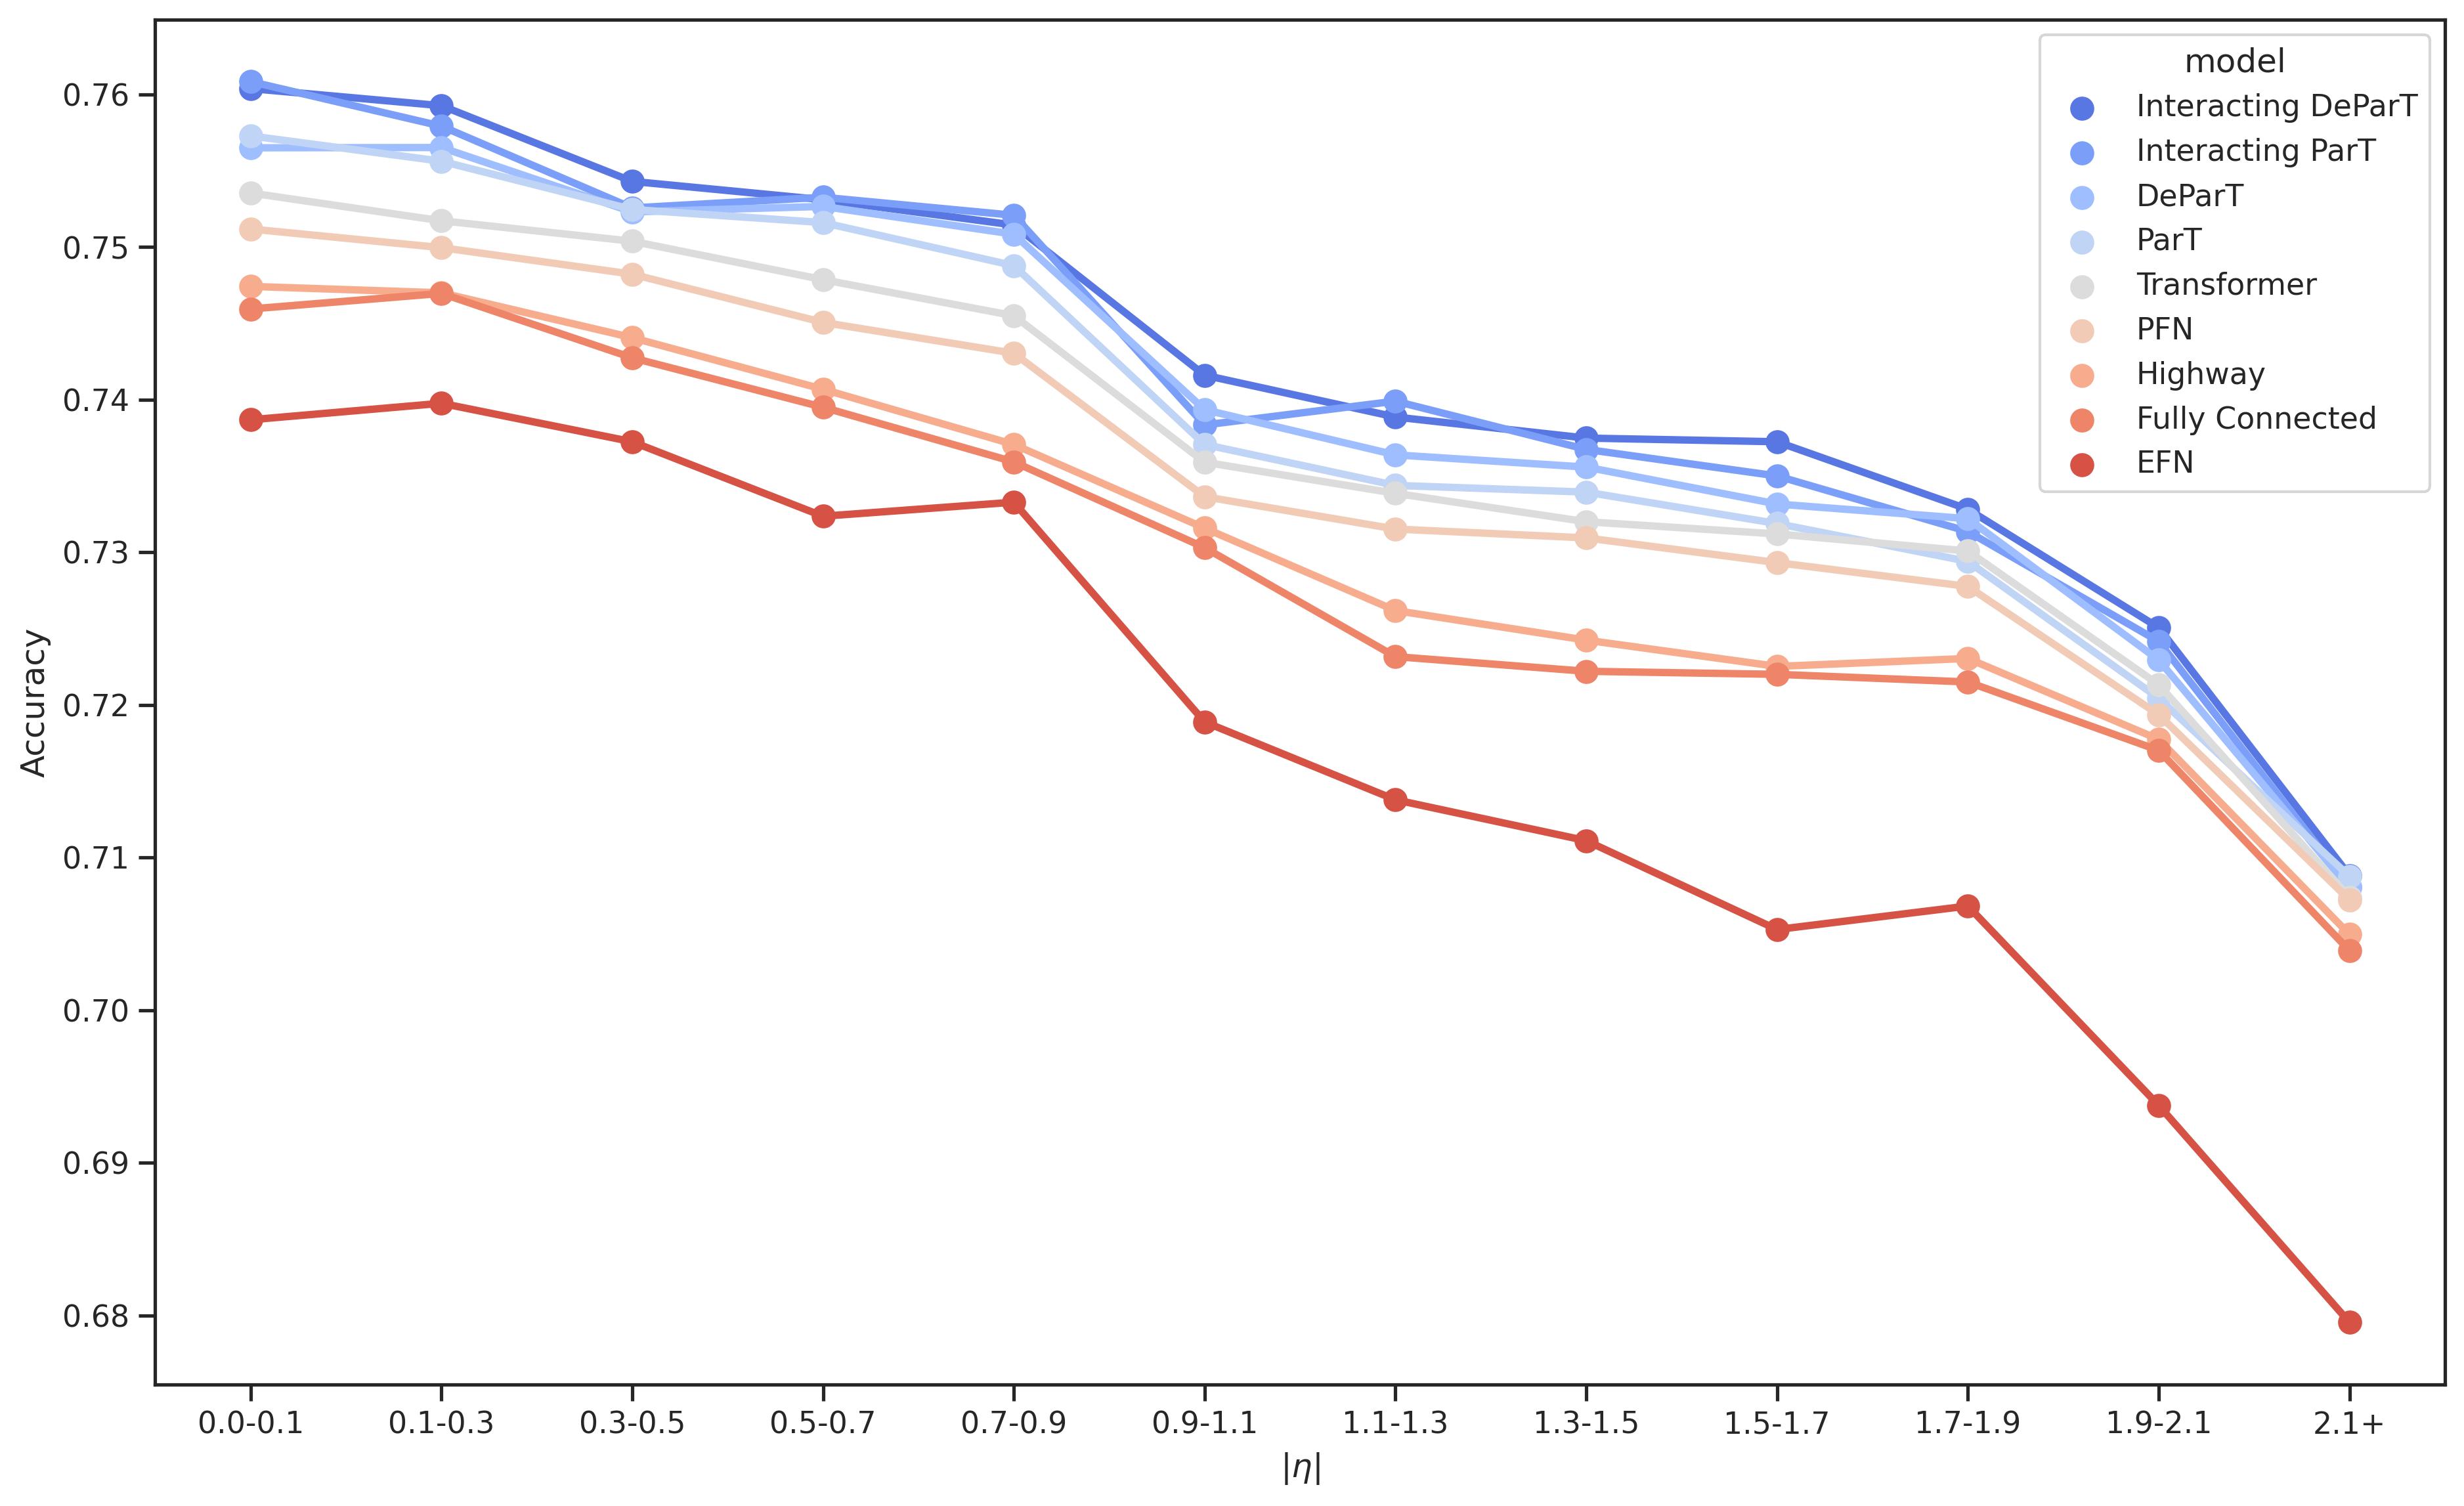 model
Interacting DeParT
Interacting ParT
DeParT
ParT
Transformer
PFN
Highway
Fully Connected
EFN
Accuracy
0.76
0.75
0.74
0.73
0.72
0.71
0.70
0.69
0.68
0.0-0.1 0.1-0.3 0.3-0.5 0.5-0.7 0.7-0.9 0.9-1.1 1.1-1.3 1.3-1.5 1.5-1.7 1.7-1.9 1.9-2.1 2.1+
|η|